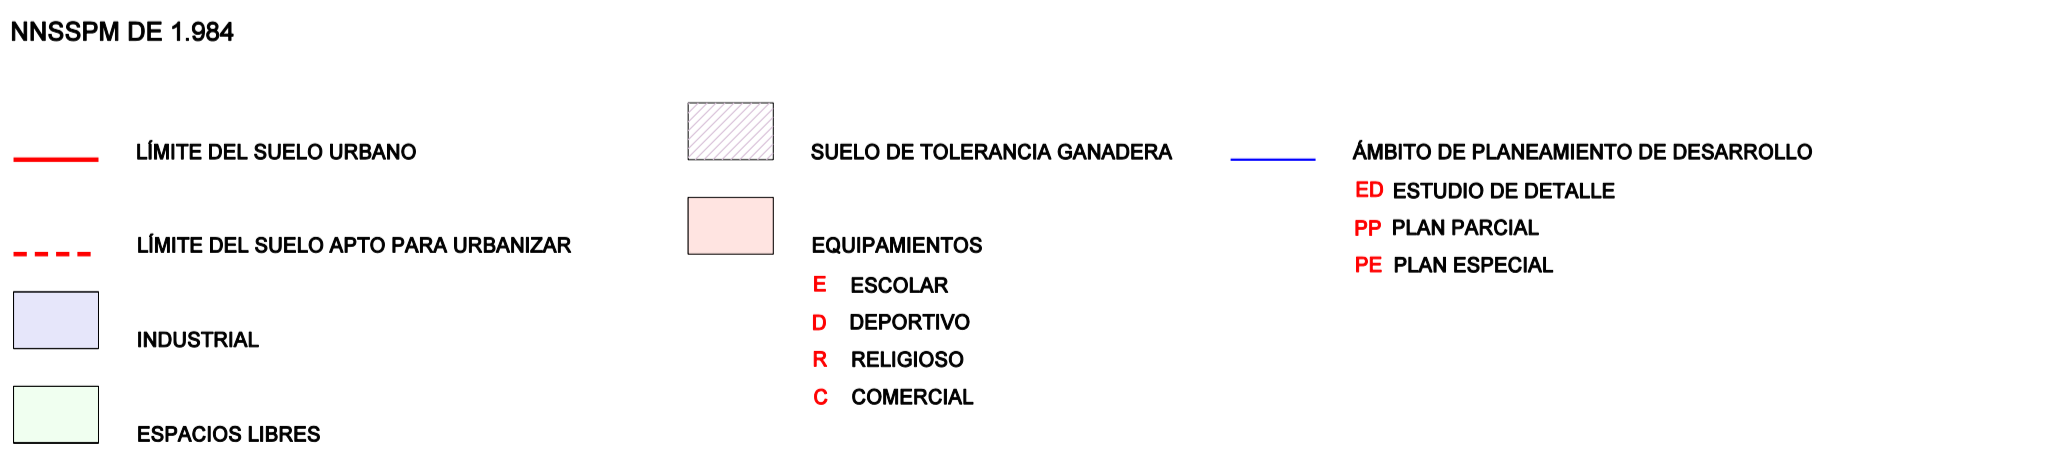 NNSSPM DE 1.984
LÍMITE DEL SUELO URBANO
LÍMITE DEL SUELO APTO PARA URBANIZAR
INDUSTRIAL
ESPACIOS LIBRES
SUELO DE TOLERANCIA GANADERA
EQUIPAMIENTOS
E ESCOLAR
D DEPORTIVO
R RELIGIOSO
C COMERCIAL
ÁMBITO DE PLANEAMIENTO DE DESARROLLO
ED ESTUDIO DE DETALLE
PP PLAN PARCIAL
PE PLAN ESPECIAL